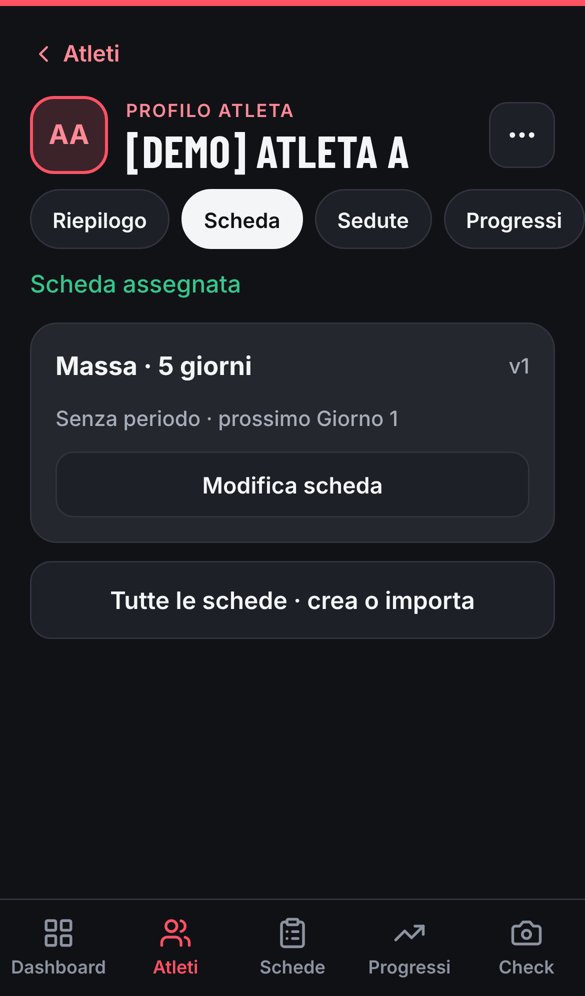 Atleti
AA
PROFILO ATLETA
[DEMO] ATLETA A
Riepilogo
Scheda
Sedute
Progressi
Scheda assegnata
Massa · 5 giorni
v1
Senza periodo · prossimo Giorno 1
Modifica scheda
Tutte le schede · crea o importa
Dashboard
Atleti
Schede
Progressi
Check